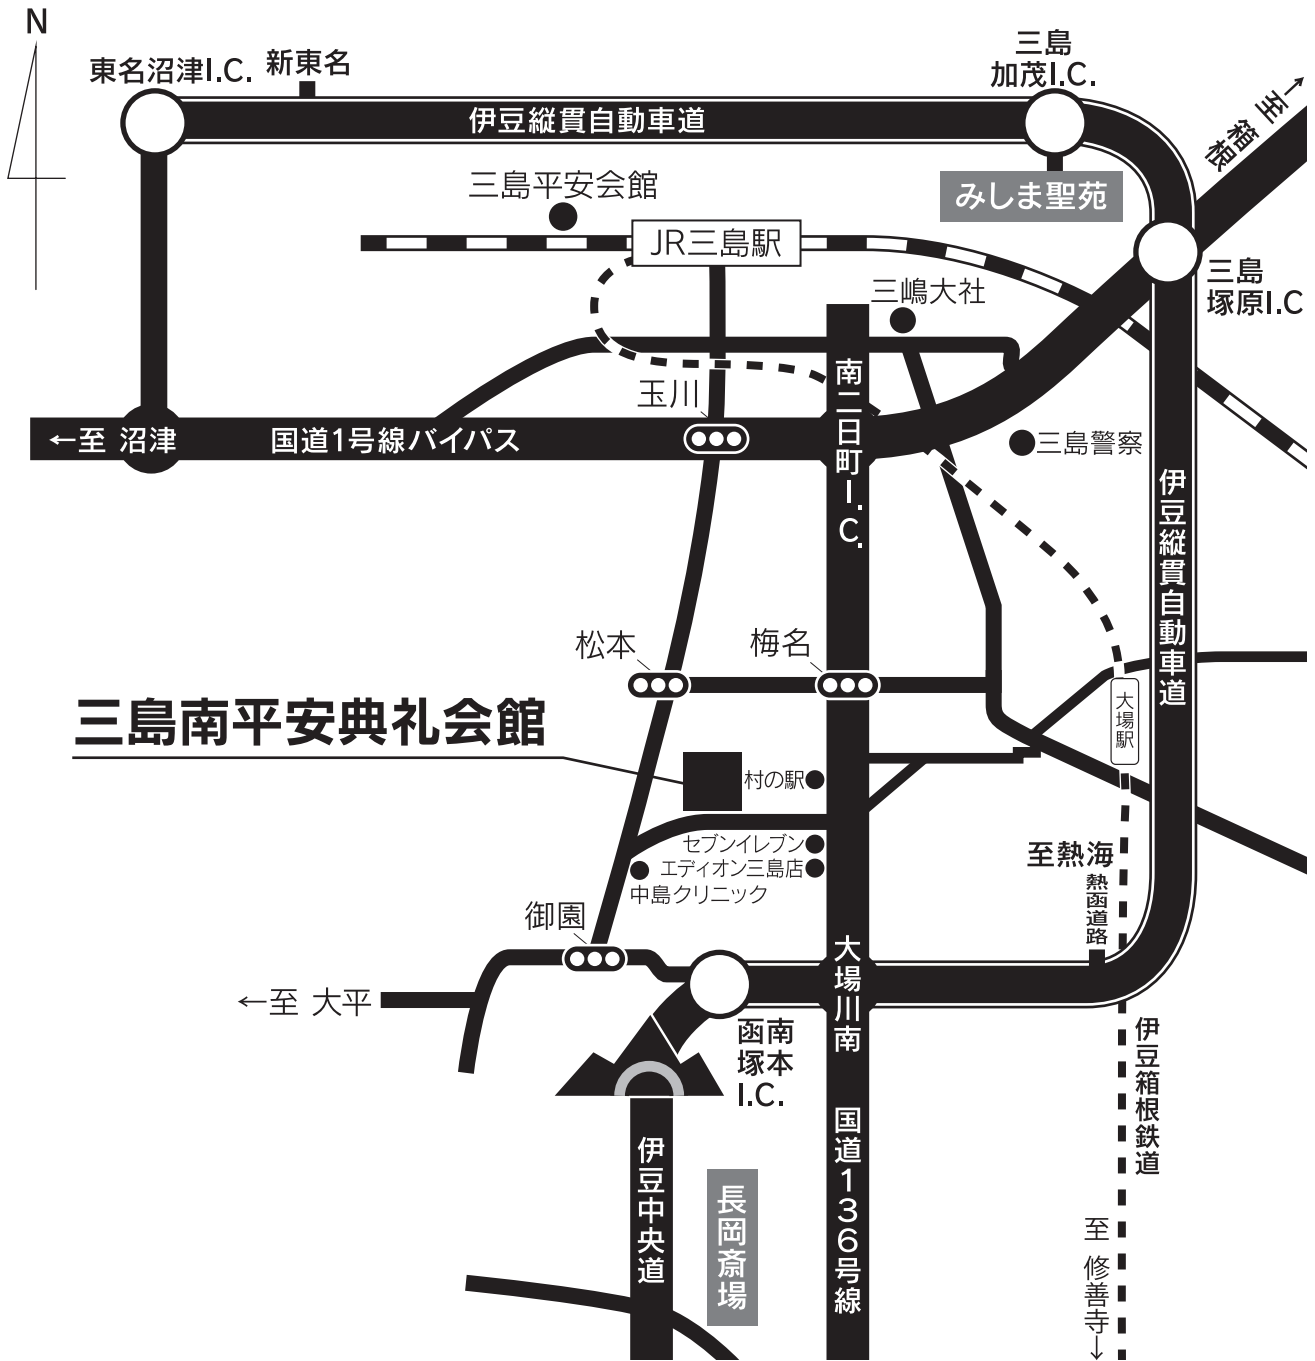 N
東名沼津I.C.
新東名
三島
加茂I.C.
至→
箱根
伊豆縦貫自動車道
三島平安会館
みしま聖苑
JR三島駅
三嶋大社
三島
塚原I.C
玉川
南二日町I.C.
←至 沼津
国道1号線バイパス
三島警察
伊豆縦貫自動車道
松本
梅名
三島南平安典礼会館
大場駅
村の駅
セブンイレブン
エディオン三島店
中島クリニック
至熱海
熱函道路
御園
大場川南
←至 大平
函南
塚本
I.C.
伊豆箱根鉄道
国道136号線
伊豆中央道
長岡斎場
至 修善寺→